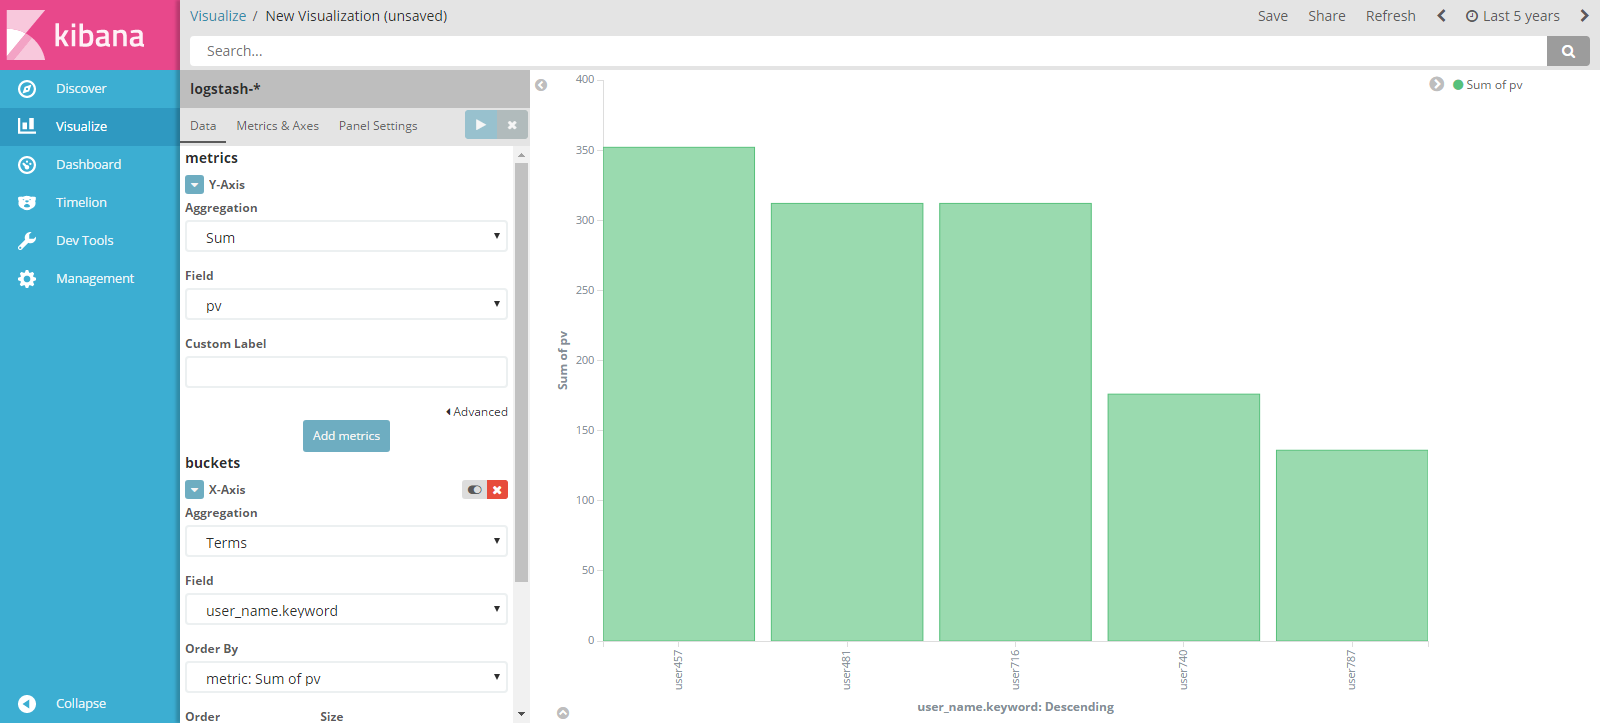 kibana
Discover
Visualize
Dashboard
Timelion
Dev Tools
Management
Collapse
Visualize / New Visualization (unsaved)
Save Share Refresh Last 5 years
Search...
logstash-*
Data Metrics & Axes Panel Settings
metrics
Y-Axis
Aggregation
Sum
Field
pv
Custom Label
Advanced
Add metrics
buckets
X-Axis
Aggregation
Terms
Field
user_name.keyword
Order By
metric: Sum of pv
Order Size
Sum of pv
400
350
300
250
200
150
100
50
0
Sum of pv
user457
user481
user716
user740
user787
user_name.keyword: Descending